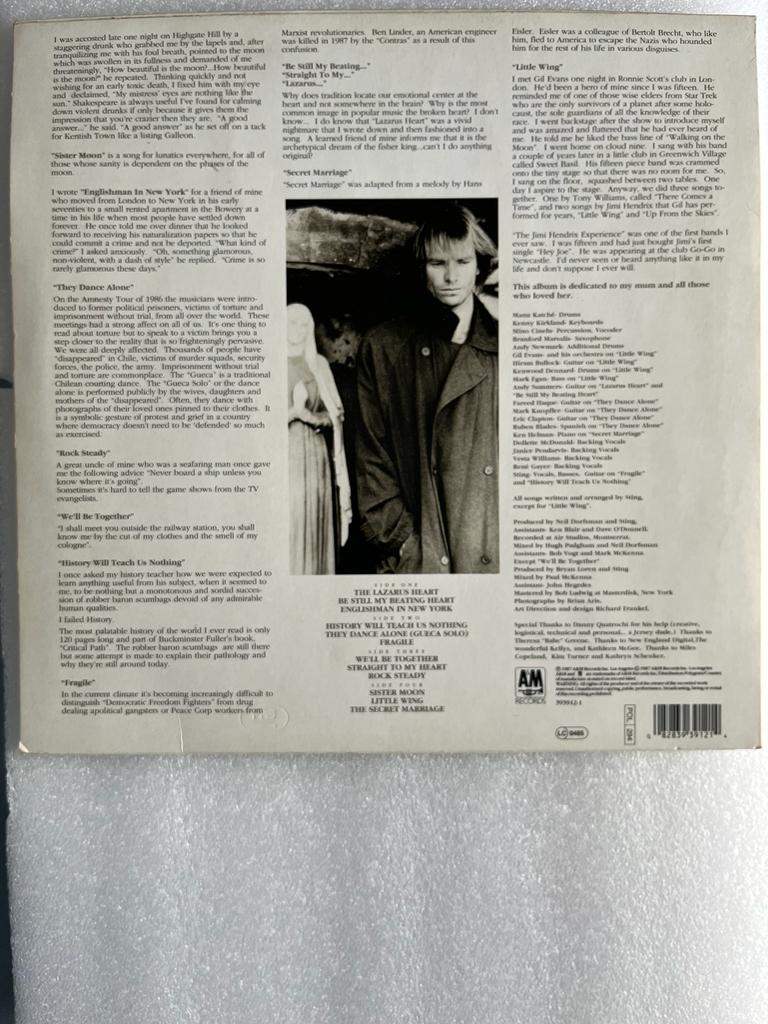 I was accosted late one night on Highgate Hill by a
staggering drunk who grabbed me by the lapels and, after
tranquilizing me with his foul breath, pointed to the moon
which was swollen in its fullness and demanded of me
threateningly, "How beautiful is the moon?...How beautiful
is the moon?" he repeated. Thinking quickly and not
wishing for an early toxic death, I fixed him with my eye
and declaimed, "My mistress' eyes are nothing like the
sun." Shakespeare is always useful I've found for calming
down violent drunks if only because it gives them the
impression that you're crazier then they are. "A good
answer..." he said. "A good answer" as he set off on a tack
for Kentish Town like a listing Galleon.
"Sister Moon" is a song for lunatics everywhere, for all of
those whose sanity is dependent on the phases of the
moon.
I wrote "Englishman In New York" for a friend of mine
who moved from London to New York in his early
seventies to a small rented apartment in the Bowery at a
time in his life when most people have settled down
forever. He once told me over dinner that he looked
forward to receiving his naturalization papers so that he
could commit a crime and not be deported. "What kind of
crime?" I asked anxiously. "Oh, something glamorous,
non-violent, with a dash of style" he replied. "Crime is so
rarely glamorous these days."
"They Dance Alone"
On the Amnesty Tour of 1986 the musicians were intro-
duced to former political prisoners, victims of torture and
imprisonment without trial, from all over the world. These
meetings had a strong affect on all of us. It's one thing to
read about torture but to speak to a victim brings you a
step closer to the reality that is so frighteningly pervasive.
We were all deeply affected. Thousands of people have
"disappeared" in Chile, victims of murder squads, security
forces, the police, the army. Imprisonment without trial
and torture are commonplace. The "Gueca" is a traditional
Chilean courting dance. The "Gueca Solo" or the dance
alone is performed publicly by the wives, daughters and
mothers of the "disappeared". Often, they dance with
photographs of their loved ones pinned to their clothes. It
is a symbolic gesture of protest and grief in a country
where democracy doesn't need to be 'defended' so much
as exercised.
"Rock Steady"
A great uncle of mine who was a seafaring man once gave
me the following advice "Never board a ship unless you
know where it's going".
Sometimes it's hard to tell the game shows from the TV
evangelists.
"We'll Be Together"
"I shall meet you outside the railway station, you shall
know me by the cut of my clothes and the smell of my
cologne".
"History Will Teach Us Nothing"
I once asked my history teacher how we were expected to
learn anything useful from his subject, when it seemed to
me, to be nothing but a monotonous and sordid succes-
sion of robber baron scumbags devoid of any admirable
human qualities.
I failed History.
The most palatable history of the world I ever read is only
120 pages long and part of Buckminster Fuller's book,
"Critical Path". The robber baron scumbags are still there
but some attempt is made to explain their pathology and
why they're still around today.
"Fragile"
In the current climate it's becoming increasingly difficult to
distinguish "Democratic Freedom Fighters" from drug
dealing apolitical gangsters or Peace Corp workers from
Marxist revolutionaries. Ben Linder, an American engineer
was killed in 1987 by the "Contras" as a result of this
confusion.
"Be Still My Beating..."
"Straight To My..."
"Lazarus..."
Why does tradition locate our emotional center at the
heart and not somewhere in the brain? Why is the most
common image in popular music the broken heart? I don't
know... I do know that "Lazarus Heart" was a vivid
nightmare that I wrote down and then fashioned into a
song. A learned friend of mine informs me that it is the
archetypical dream of the fisher king...can't I do anything
original?
"Secret Marriage"
"Secret Marriage" was adapted from a melody by Hans
SIDE ONE
THE LAZARUS HEART
BE STILL MY BEATING HEART
ENGLISHMAN IN NEW YORK
SIDE TWO
HISTORY WILL TEACH US NOTHING
THEY DANCE ALONE (GUECA SOLO)
FRAGILE
SIDE THREE
WE'LL BE TOGETHER
STRAIGHT TO MY HEART
ROCK STEADY
SIDE FOUR
SISTER MOON
LITTLE WING
THE SECRET MARRIAGE
Eisler. Eisler was a colleague of Bertolt Brecht, who like
him, fled to America to escape the Nazis who hounded
him for the rest of his life in various disguises.
"Little Wing"
I met Gil Evans one night in Ronnie Scott's club in Lon-
don. He'd been a hero of mine since I was fifteen. He
reminded me of one of those wise elders from Star Trek
who are the only survivors of a planet after some holo-
caust, the sole guardians of all the knowledge of their
race. I went backstage after the show to introduce myself
and was amazed and flattered that he had ever heard of
me. He told me he liked the bass line of "Walking on the
Moon". I went home on cloud nine. I sang with his band
a couple of years later in a little club in Greenwich Village
called Sweet Basil. His fifteen piece band was crammed
onto the tiny stage so that there was no room for me. So,
I sang on the floor, squashed between two tables. One
day I aspire to the stage. Anyway, we did three songs to-
gether. One by Tony Williams, called "There Comes a
Time", and two songs by Jimi Hendrix that Gil has per-
formed for years, "Little Wing" and "Up From the Skies".
"The Jimi Hendrix Experience" was one of the first bands I
ever saw. I was fifteen and had just bought Jimi's first
single "Hey Joe". He was appearing at the club Go-Go in
Newcastle. I'd never seen or heard anything like it in my
life and don't suppose I ever will.
This album is dedicated to my mum and all those
who loved her.
Manu Katché- Drums
Kenny Kirkland- Keyboards
Mino Cinelu- Percussion, Vocoder
Branford Marsalis- Saxophone
Andy Newmark- Additional Drums
Gil Evans- and his orchestra on "Little Wing"
Hiram Bullock- Guitar on "Little Wing"
Kenwood Dennard- Drums on "Little Wing"
Mark Egan- Bass on "Little Wing"
Andy Summers- Guitar on "Lazarus Heart" and
"Be Still My Beating Heart"
Fareed Haque- Guitar on "They Dance Alone"
Mark Knopfler- Guitar on "They Dance Alone"
Eric Clapton- Guitar on "They Dance Alone"
Ruben Blades- Spanish on "They Dance Alone"
Ken Helman- Piano on "Secret Marriage"
Dollette McDonald- Backing Vocals
Janice Pendarvis- Backing Vocals
Vesta Williams- Backing Vocals
Renee Geyer- Backing Vocals
Sting- Vocals, Basses, Guitar on "Fragile"
and "History Will Teach Us Nothing"
All songs written and arranged by Sting,
except for "Little Wing".
Produced by Neil Dorfsman and Sting,
Assistants- Ken Blair and Dave O'Donnell.
Recorded at Air Studios, Montserrat.
Mixed by Hugh Padgham and Neil Dorfsman
Assistants- Bob Vogt and Mark McKenna
Except "We'll Be Together"
Produced by Bryan Loren and Sting
Mixed by Paul McKenna
Assistant- John Hegedes
Mastered by Bob Ludwig at Masterdisk, New York
Photographs by Brian Aris.
Art Direction and design Richard Frankel.
Special Thanks to Danny Quatrochi for his help (creative,
logistical, technical and personal... a Jersey dude.) Thanks to
Theresa "Babe" Greene. Thanks to New England Digital, The
wonderful Kellys, and Kathleen McGee. Thanks to Miles
Copeland, Kim Turner and Kathryn Schenker.
A&M
RECORDS
393912-1
LC 0485
POL 294
0 82839 39121 4